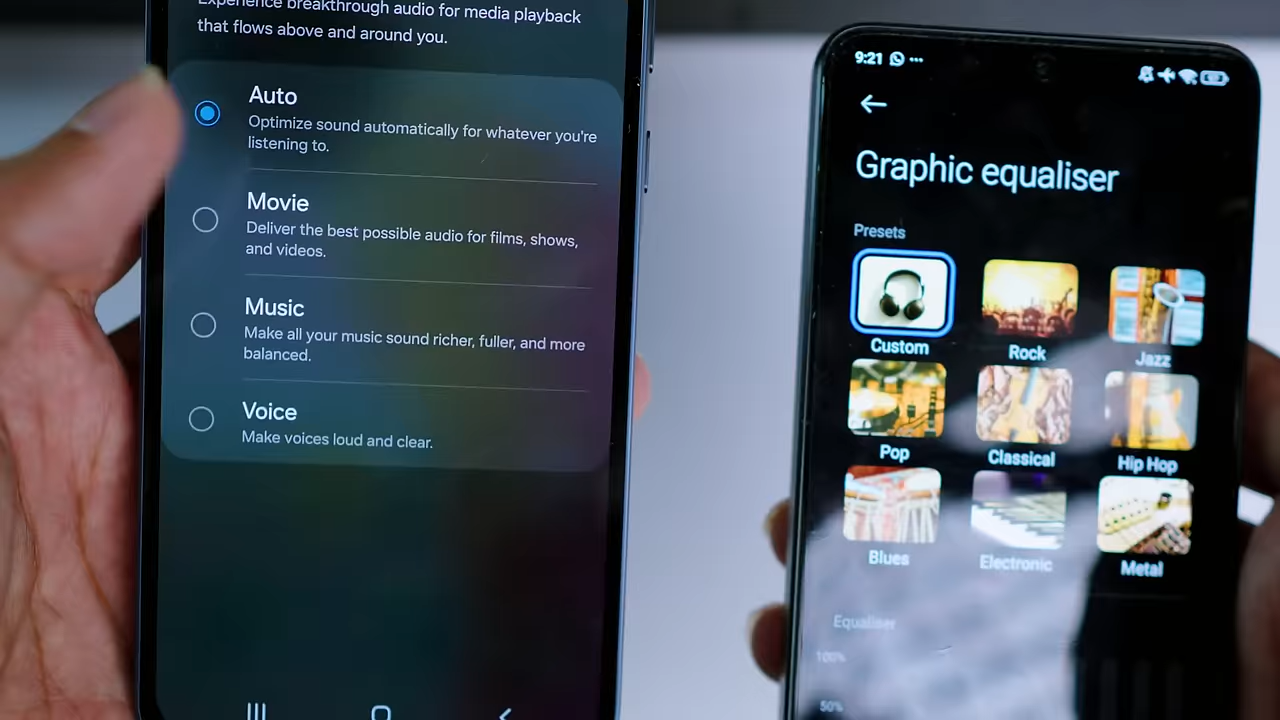 Experience breakthrough audio for media playback
that flows above and around you.
Auto
Optimize sound automatically for whatever you're
listening to.
Movie
Deliver the best possible audio for films, shows,
and videos.
Music
Make all your music sound richer, fuller, and more
balanced.
Voice
Make voices loud and clear.
9:21
Graphic equaliser
Presets
Custom
Rock
Jazz
Pop
Classical
Hip Hop
Blues
Electronic
Metal
Equaliser
100%
50%